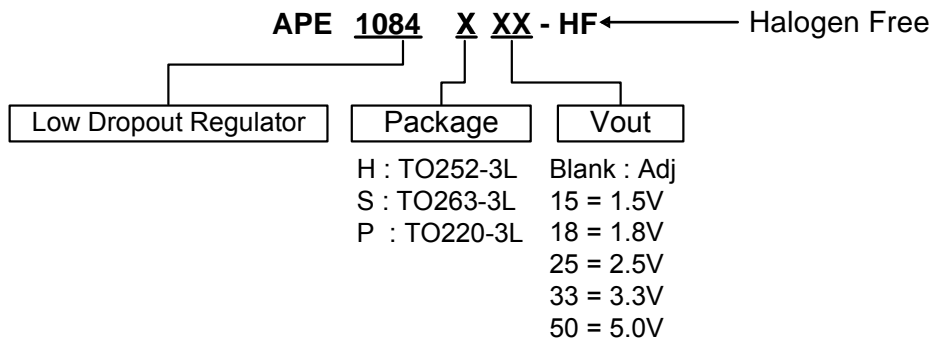 APE 1084 X XX - HF Halogen Free
Low Dropout Regulator
Package
Vout
H : TO252-3L
S : TO263-3L
P : TO220-3L
Blank : Adj
15 = 1.5V
18 = 1.8V
25 = 2.5V
33 = 3.3V
50 = 5.0V